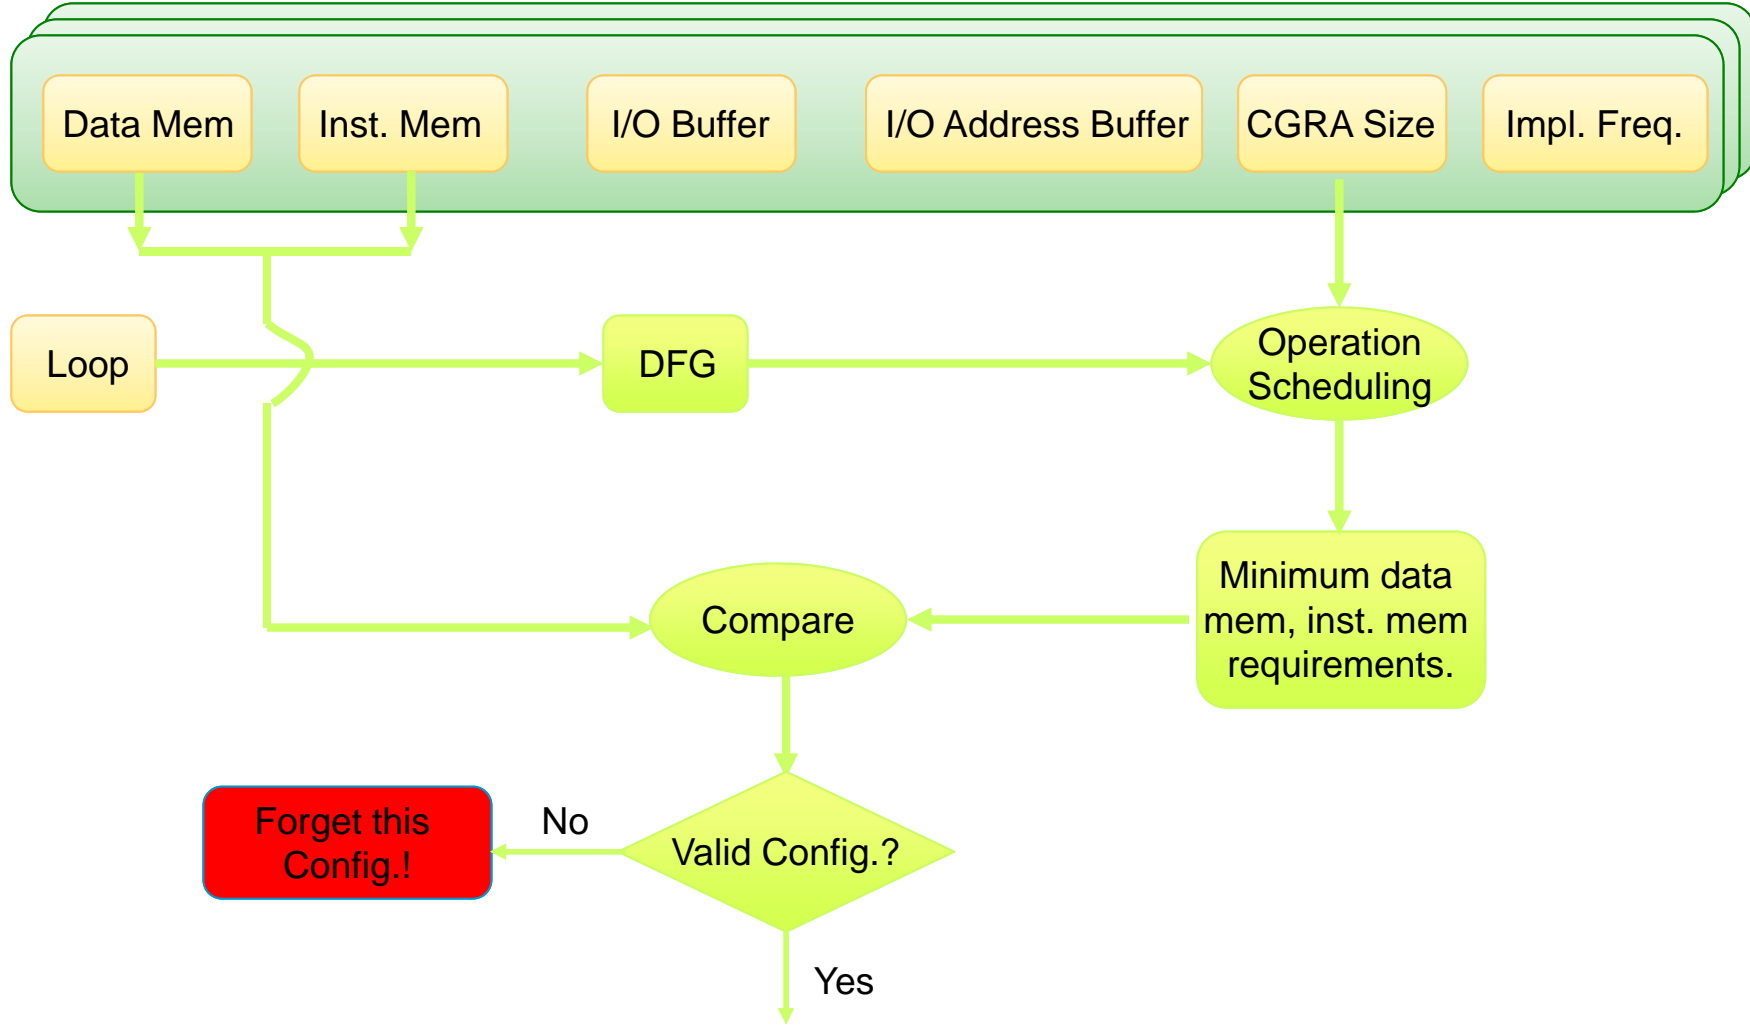 Data Mem
Inst. Mem
I/O Buffer
I/O Address Buffer
CGRA Size
Impl. Freq.
Loop
DFG
Operation
Scheduling
Compare
Minimum data
mem, inst. mem
requirements.
Forget this
Config.!
No
Valid Config.?
Yes